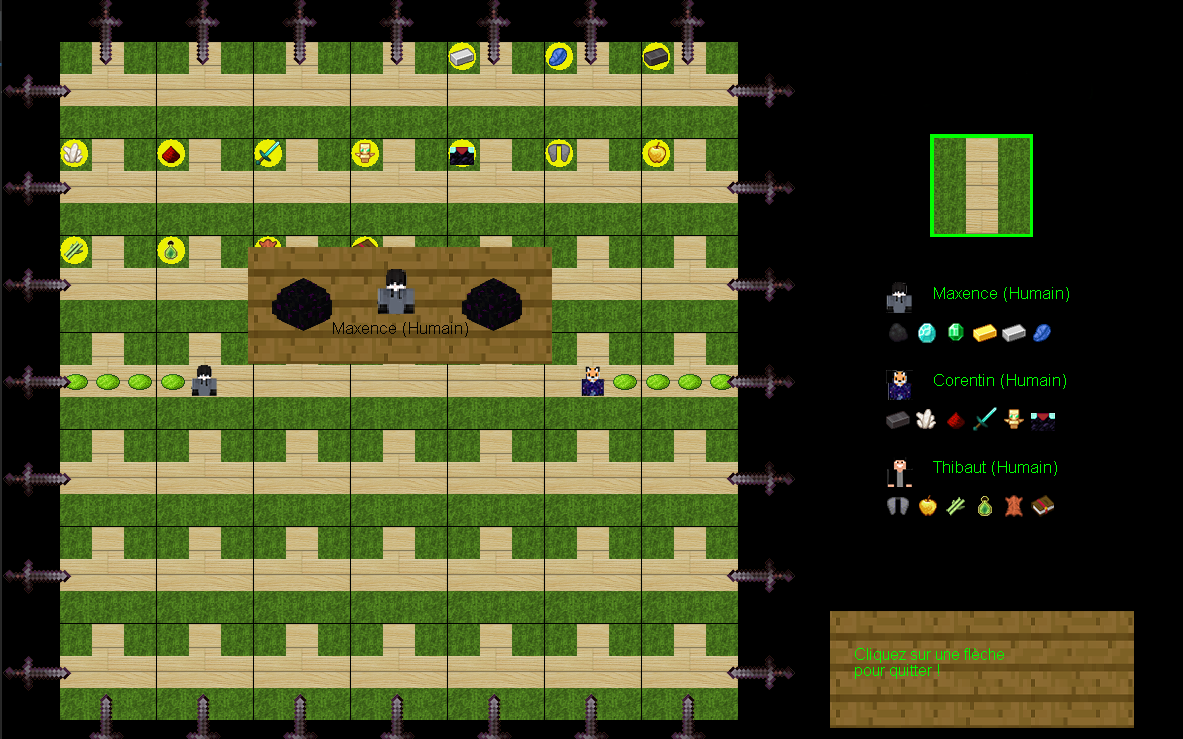 Maxence (Humain)
Maxence (Humain)
Corentin (Humain)
Thibaut (Humain)
Cliquez sur une flèche
pour quitter !